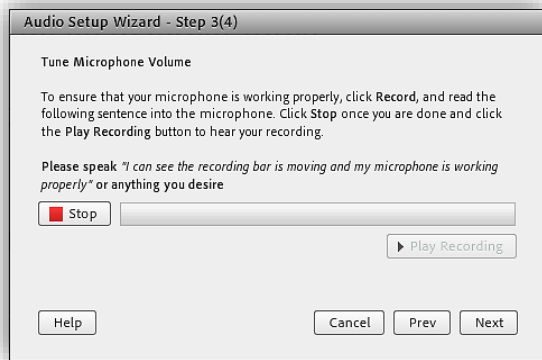 Audio Setup Wizard - Step 3(4)
Tune Microphone Volume
To ensure that your microphone is working properly, click Record, and read the
following sentence into the microphone. Click Stop once you are done and click
the Play Recording button to hear your recording.
Please speak "I can see the recording bar is moving and my microphone is working
properly" or anything you desire
Stop
Play Recording
Help
Cancel
Prev
Next